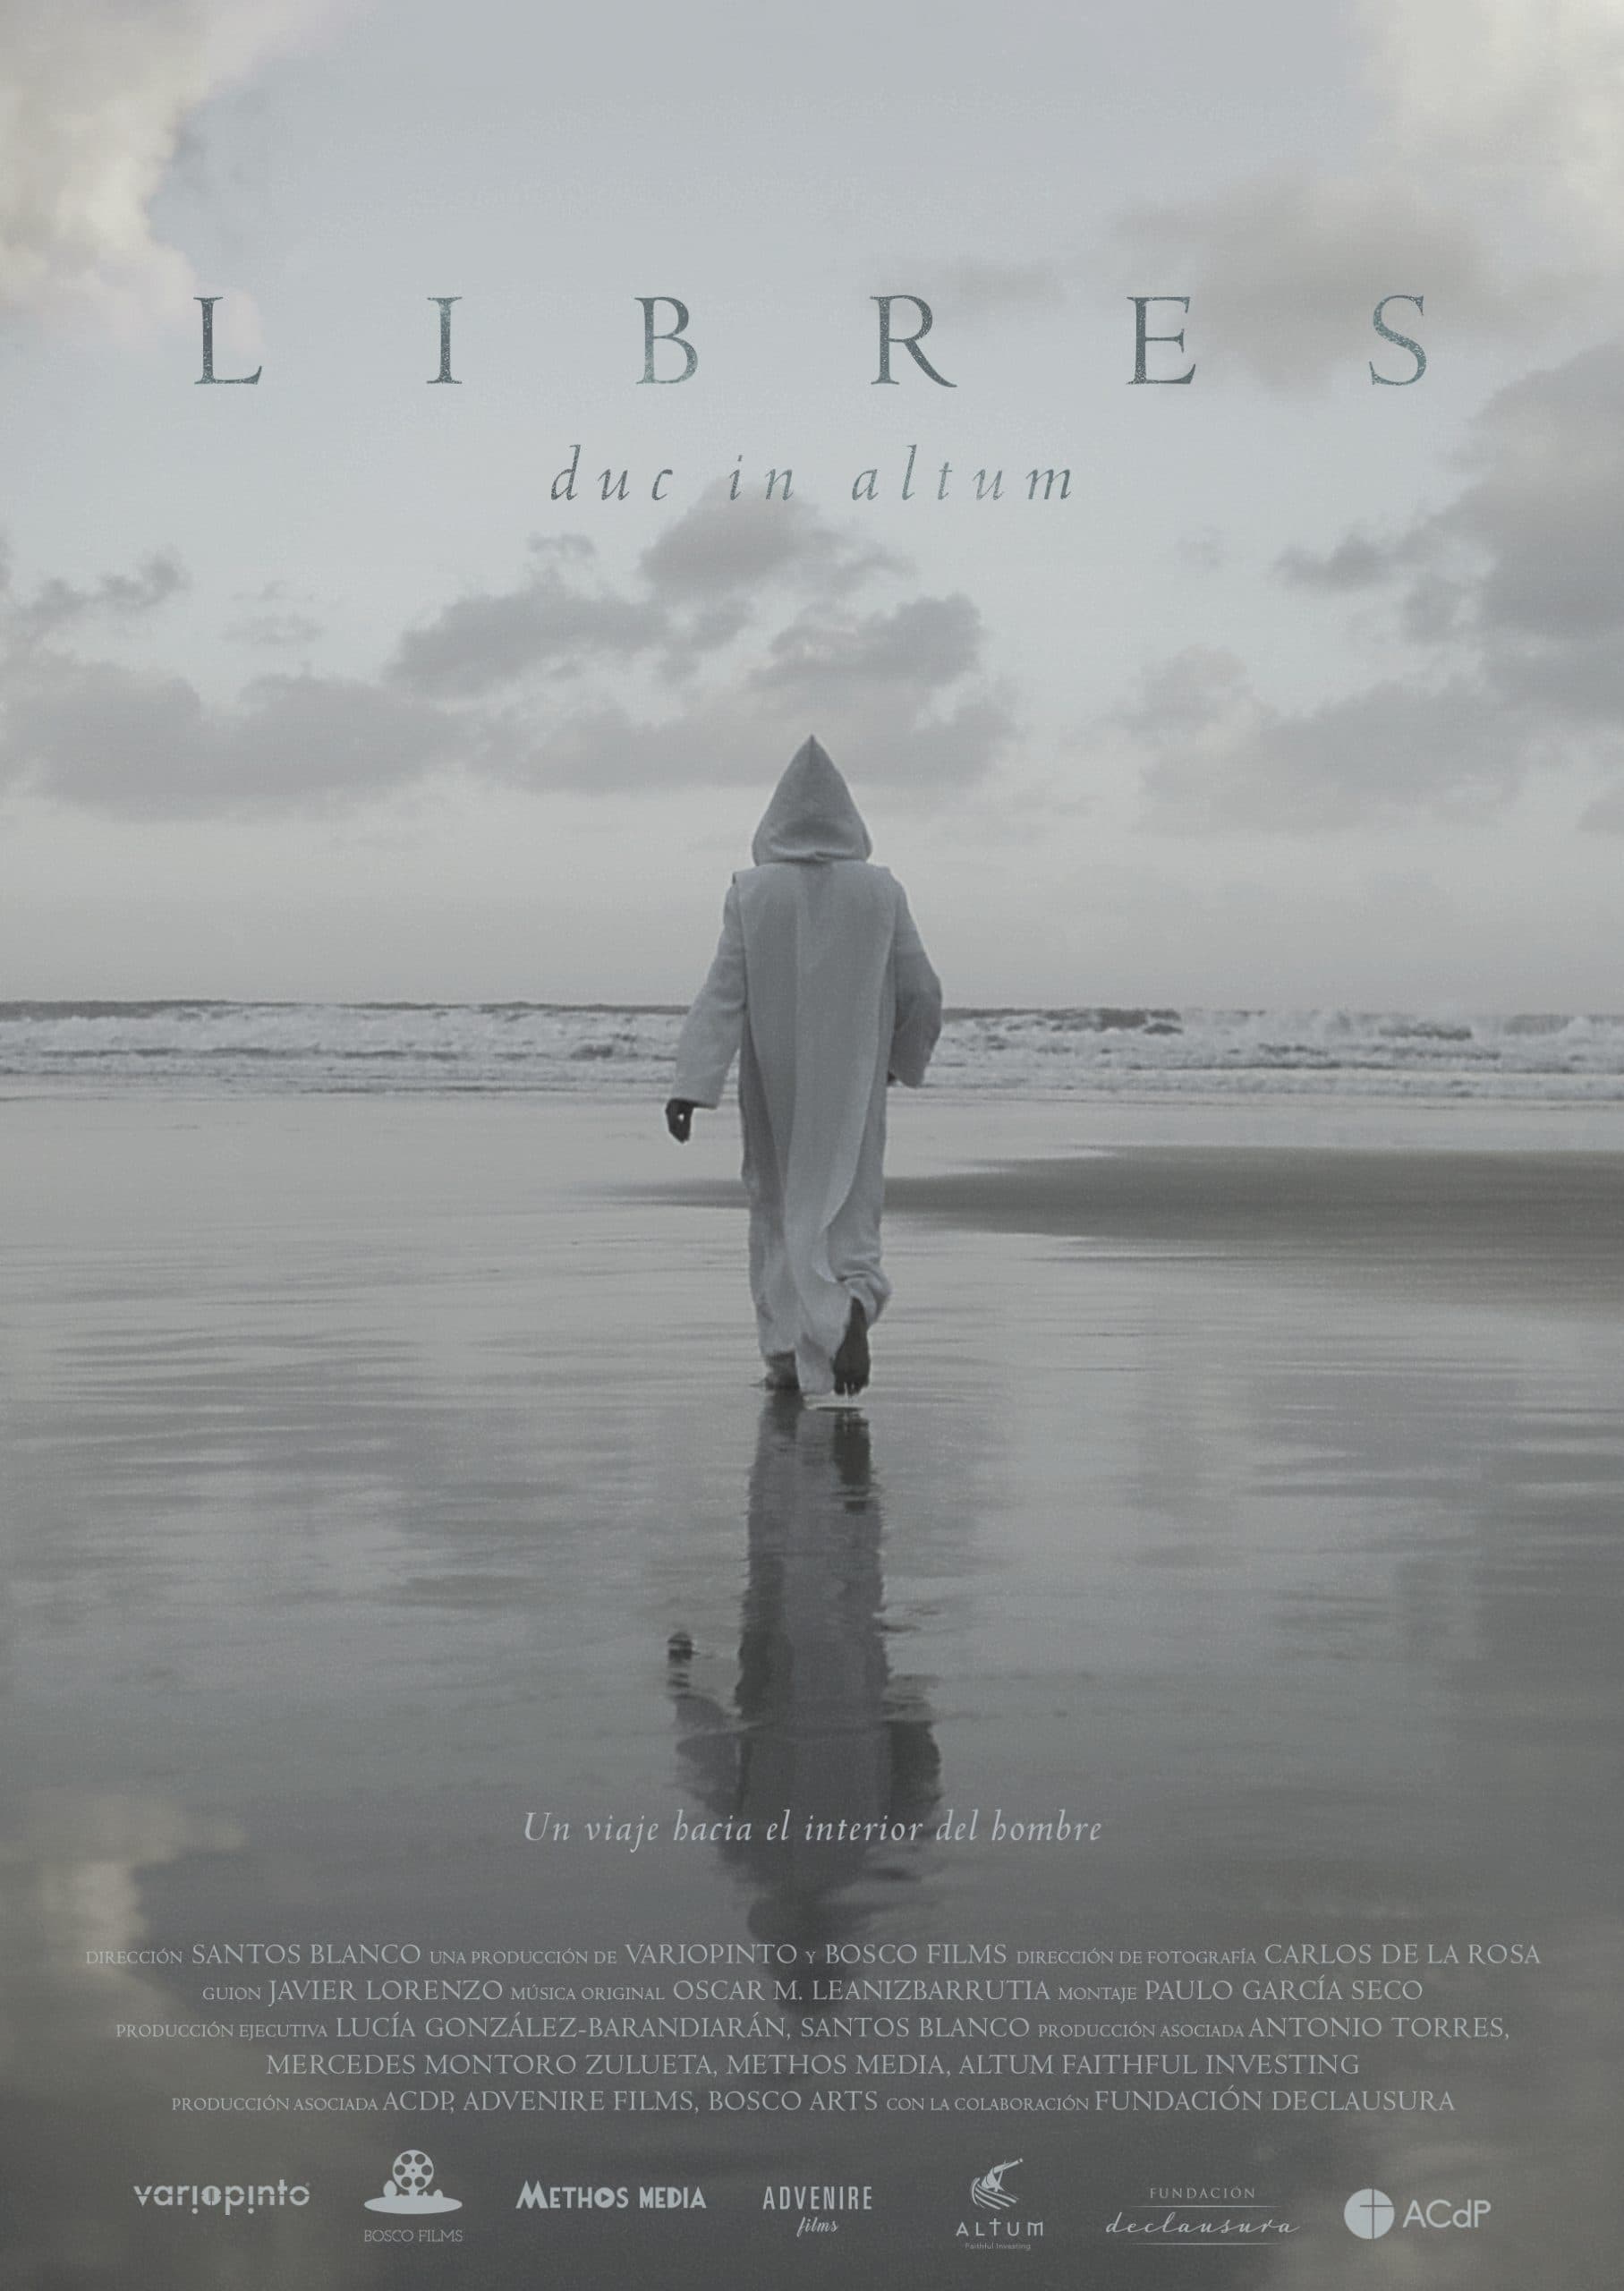 LIBRES
duc in altum
Un viaje hacia el interior del hombre
DIRECCIÓN SANTOS BLANCO UNA PRODUCCIÓN DE VARIOPINTO Y BOSCO FILMS DIRECCIÓN DE FOTOGRAFÍA CARLOS DE LA ROSA
GUION JAVIER LORENZO MÚSICA ORIGINAL OSCAR M. LEANIZBARRUTIA MONTAJE PAULO GARCÍA SECO
PRODUCCIÓN EJECUTIVA LUCÍA GONZÁLEZ-BARANDIARÁN, SANTOS BLANCO PRODUCCIÓN ASOCIADA ANTONIO TORRES,
MERCEDES MONTORO ZULUETA, METHOS MEDIA, ALTUM FAITHFUL INVESTING
PRODUCCIÓN ASOCIADA ACDP, ADVENIRE FILMS, BOSCO ARTS CON LA COLABORACIÓN FUNDACIÓN DECLAUSURA
variopinto
BOSCO FILMS
METHOS MEDIA
ADVENIRE
films
ALTUM
Faithful Investing
FUNDACIÓN
declausura
ACdP